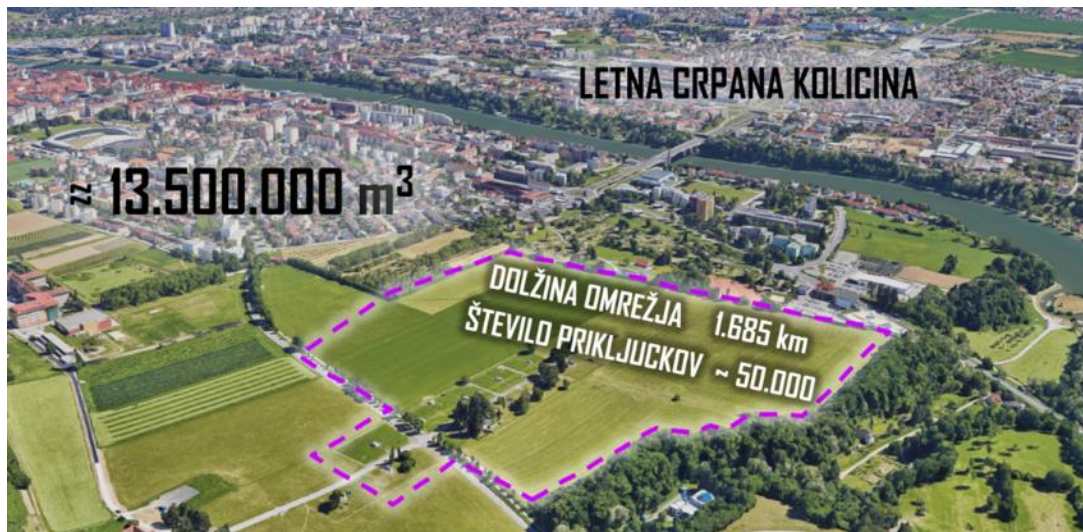 LETNA CRPANA KOLICINA
≈ 13.500.000 m³
DOLŽINA OMREŽJA 1.685 km
ŠTEVILO PRIKLJUCKOV ~ 50.000